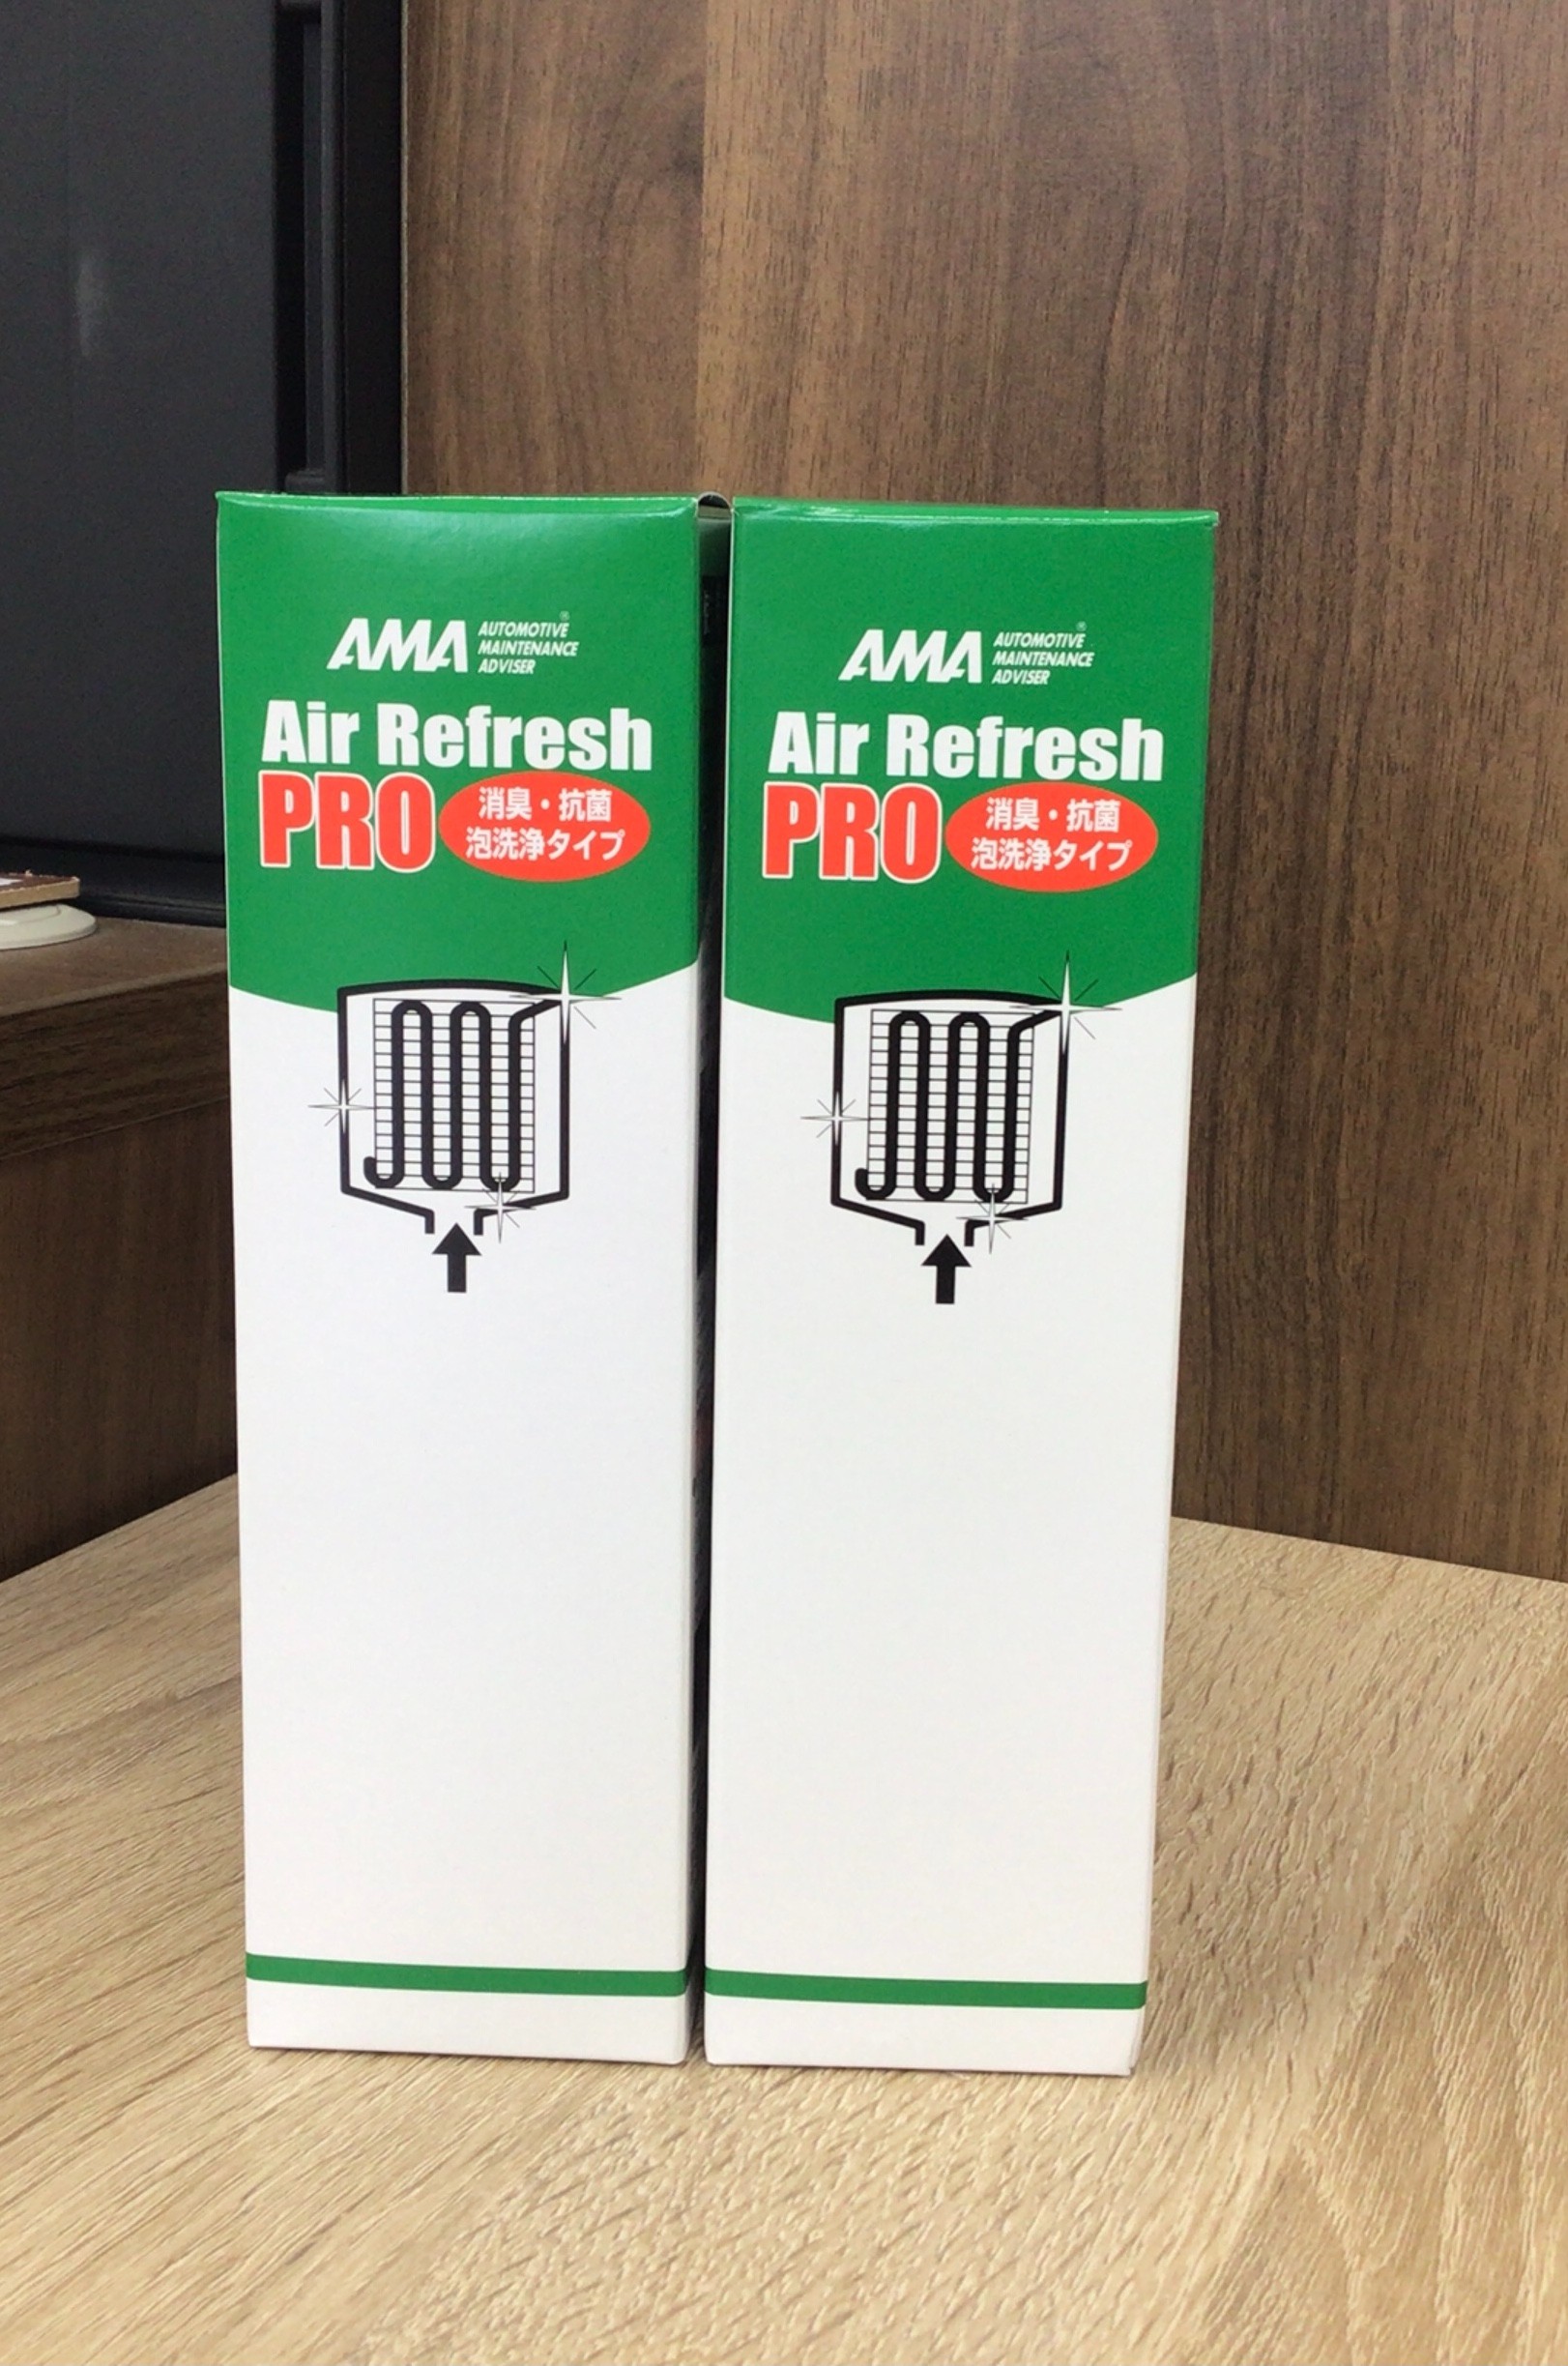 AMA
AUTOMOTIVE®
MAINTENANCE
ADVISER
Air Refresh
PRO
消臭・抗菌
泡洗浄タイプ
AMA
AUTOMOTIVE®
MAINTENANCE
ADVISER
Air Refresh
PRO
消臭・抗菌
泡洗浄タイプ